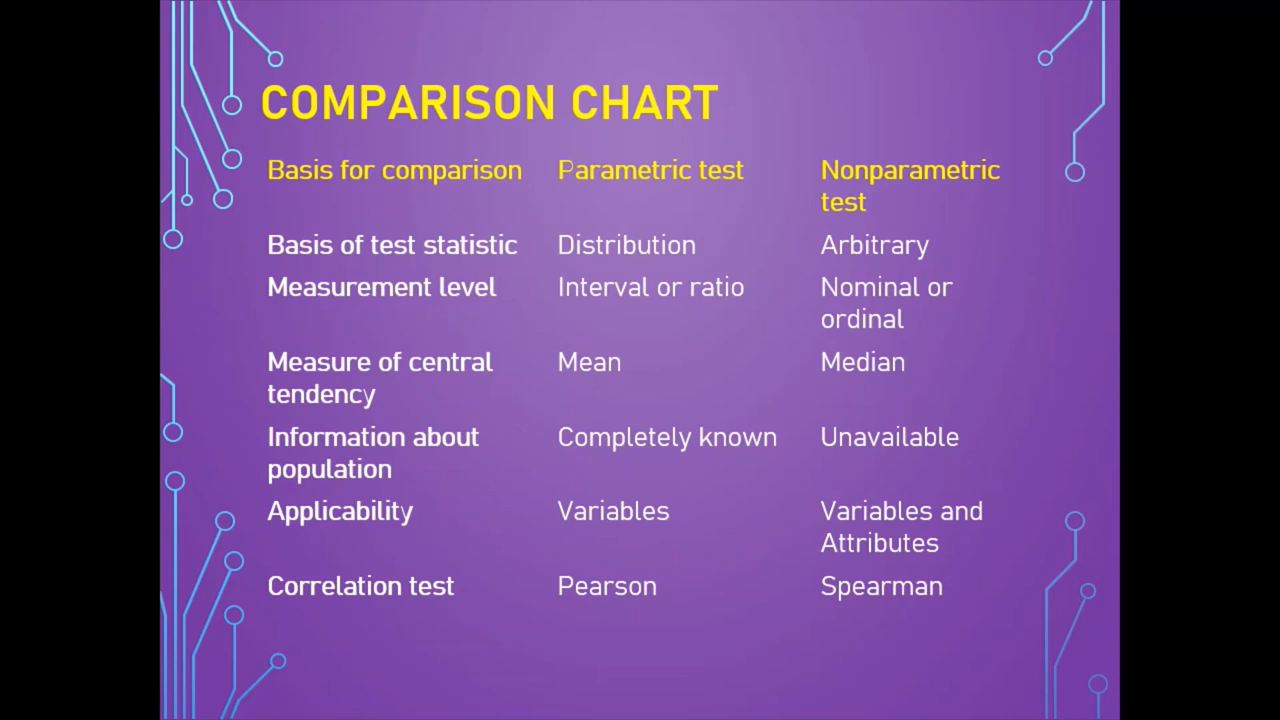 COMPARISON CHART
Basis for comparison Parametric test Nonparametric
test
Basis of test statistic Distribution Arbitrary
Measurement level Interval or ratio Nominal or
ordinal
Measure of central Mean Median
tendency
Information about Completely known Unavailable
population
Applicability Variables Variables and
Attributes
Correlation test Pearson Spearman